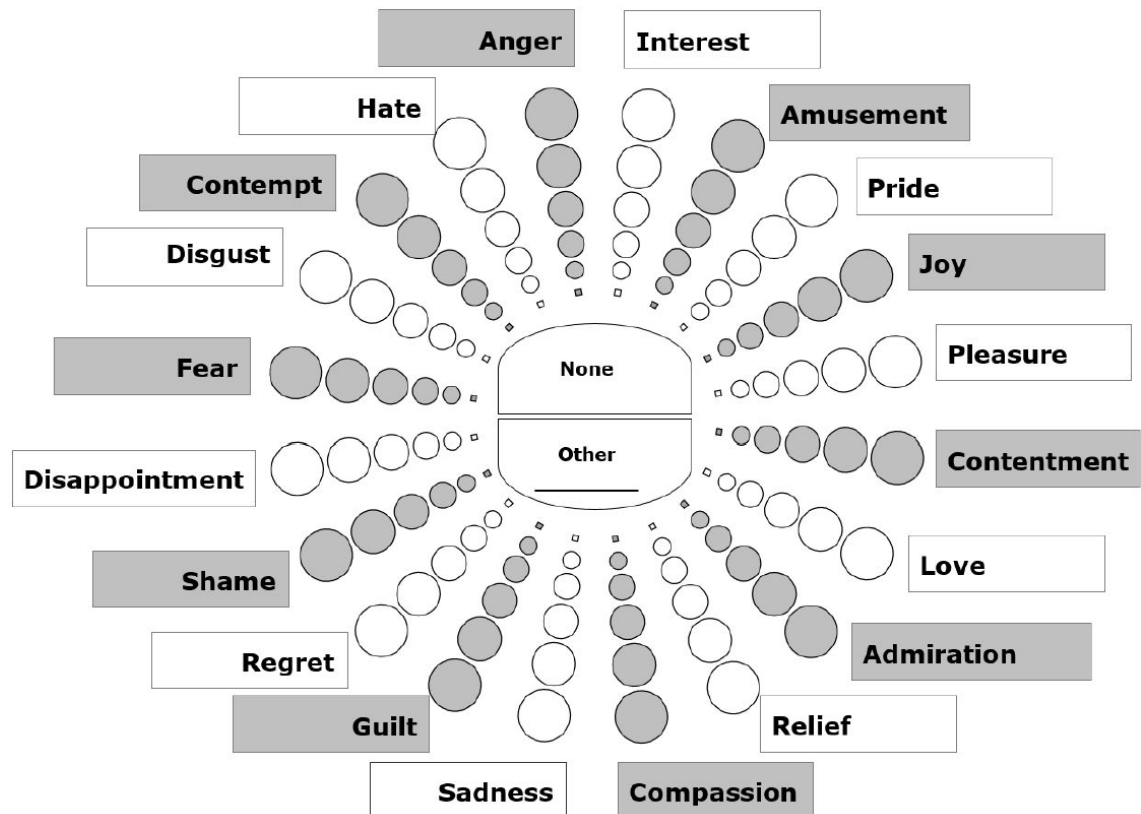 Anger
Interest
Hate
Amusement
Contempt
Pride
Disgust
Joy
Fear
Pleasure
None
Other
Disappointment
Contentment
Shame
Love
Regret
Admiration
Guilt
Relief
Sadness
Compassion